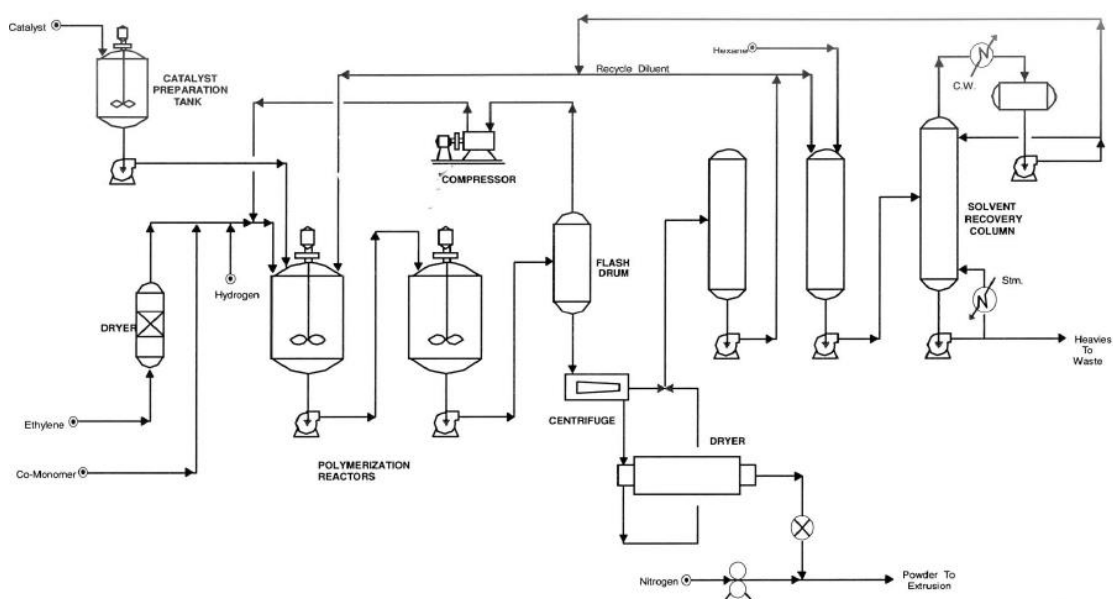 Catalyst
CATALYST
PREPARATION
TANK
Hexane
Recycle Diluent
C.W.
COMPRESSOR
SOLVENT
RECOVERY
COLUMN
FLASH
DRUM
Stm.
Hydrogen
DRYER
Heavies
To
Waste
Ethylene
CENTRIFUGE
DRYER
Co-Monomer
POLYMERIZATION
REACTORS
Nitrogen
Powder To
Extrusion